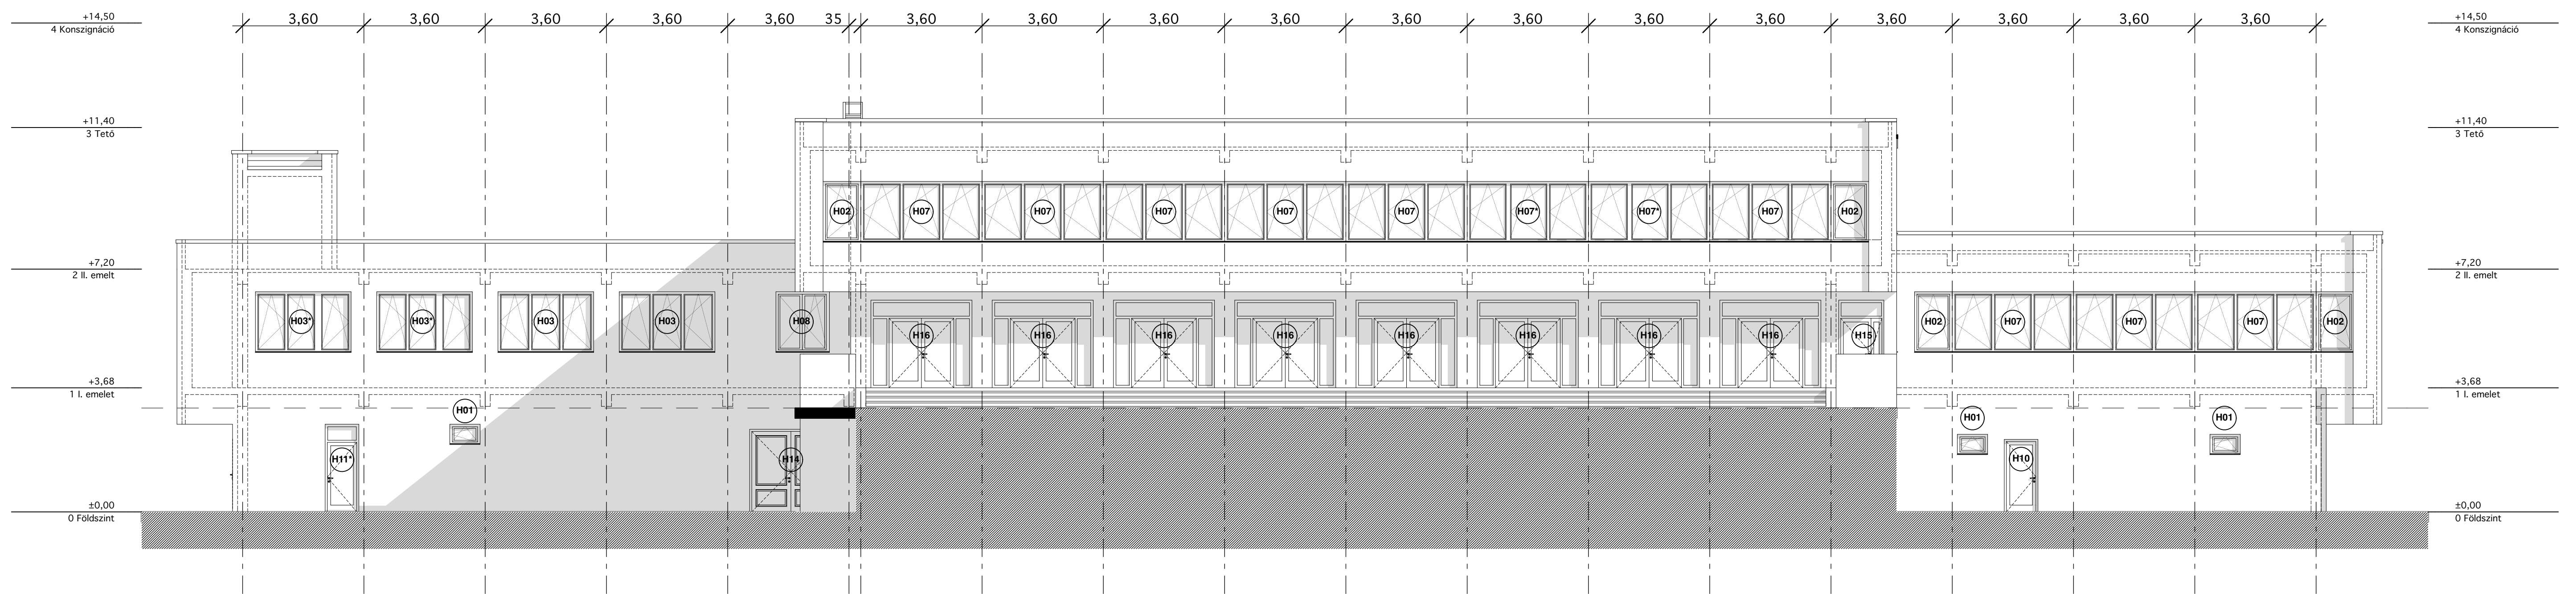 +14,50
4 Konszignáció
3,60 3,60 3,60 3,60 3,60 35 3,60 3,60 3,60 3,60 3,60 3,60 3,60 3,60 3,60 3,60 3,60 3,60
+14,50
4 Konszignáció
+11,40
3 Tető
+11,40
3 Tető
H02 H07 H07 H07 H07 H07 H07* H07* H07 H02
+7,20
2 II. emelt
+7,20
2 II. emelt
H03* H03* H03 H03 H08 H02 H07 H07 H07 H02
H16 H16 H16 H16 H16 H16 H16 H16 H15
+3,68
1 I. emelet
+3,68
1 I. emelet
H01 H01 H01
H11* H14 H10
±0,00
0 Földszint
±0,00
0 Földszint